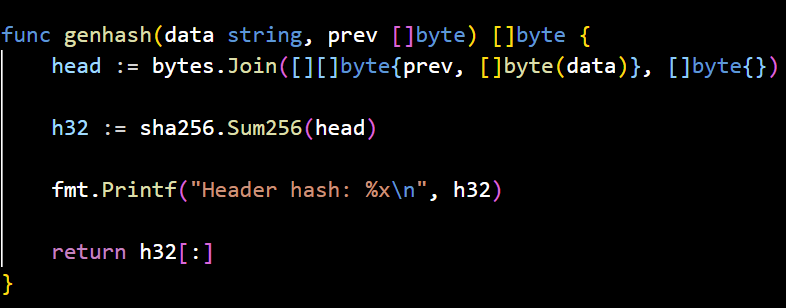 func genhash(data string, prev []byte) []byte {
    head := bytes.Join([][]byte{prev, []byte(data)}, []byte{})
    h32 := sha256.Sum256(head)
    fmt.Printf("Header hash: %x\n", h32)
    return h32[:]
}